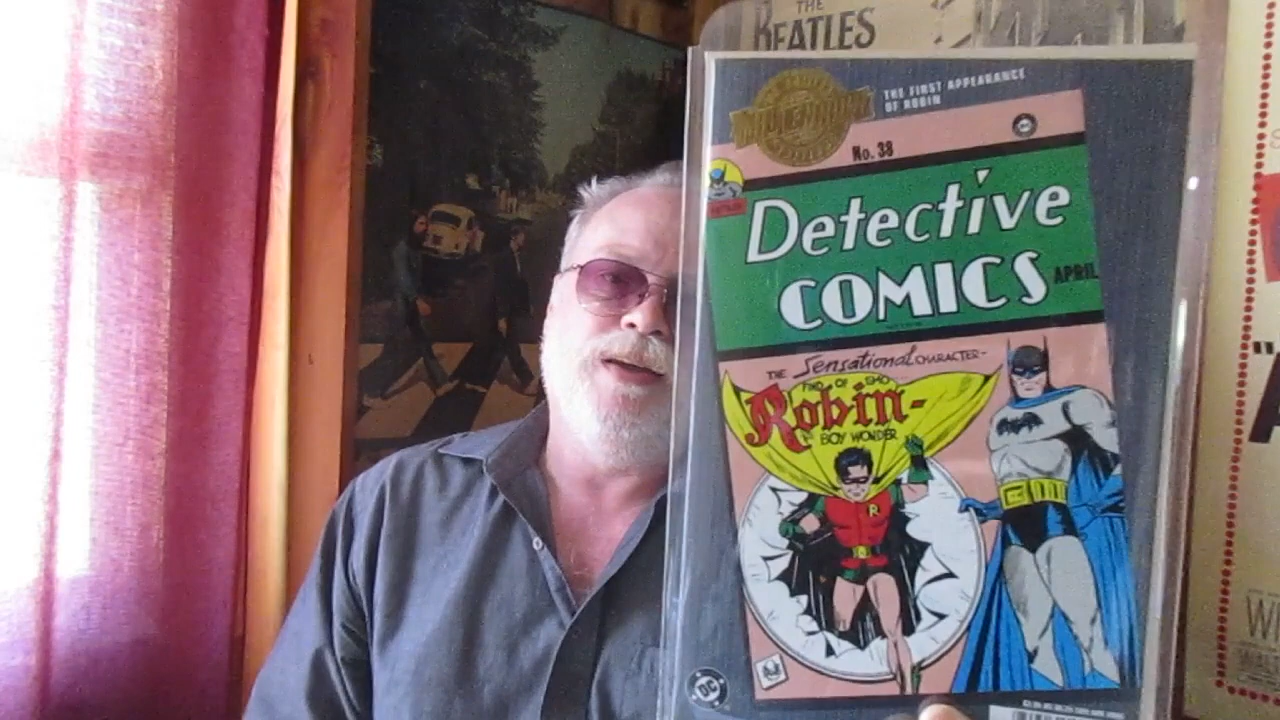 THE
BEATLES
THE FIRST APPEARANCE
OF ROBIN
MILLENNIUM
No. 38
Detective
COMICS
APRIL
THE Sensational CHARACTER-
FIND OF 1940
Robin-
THE BOY WONDER
R
DC
W